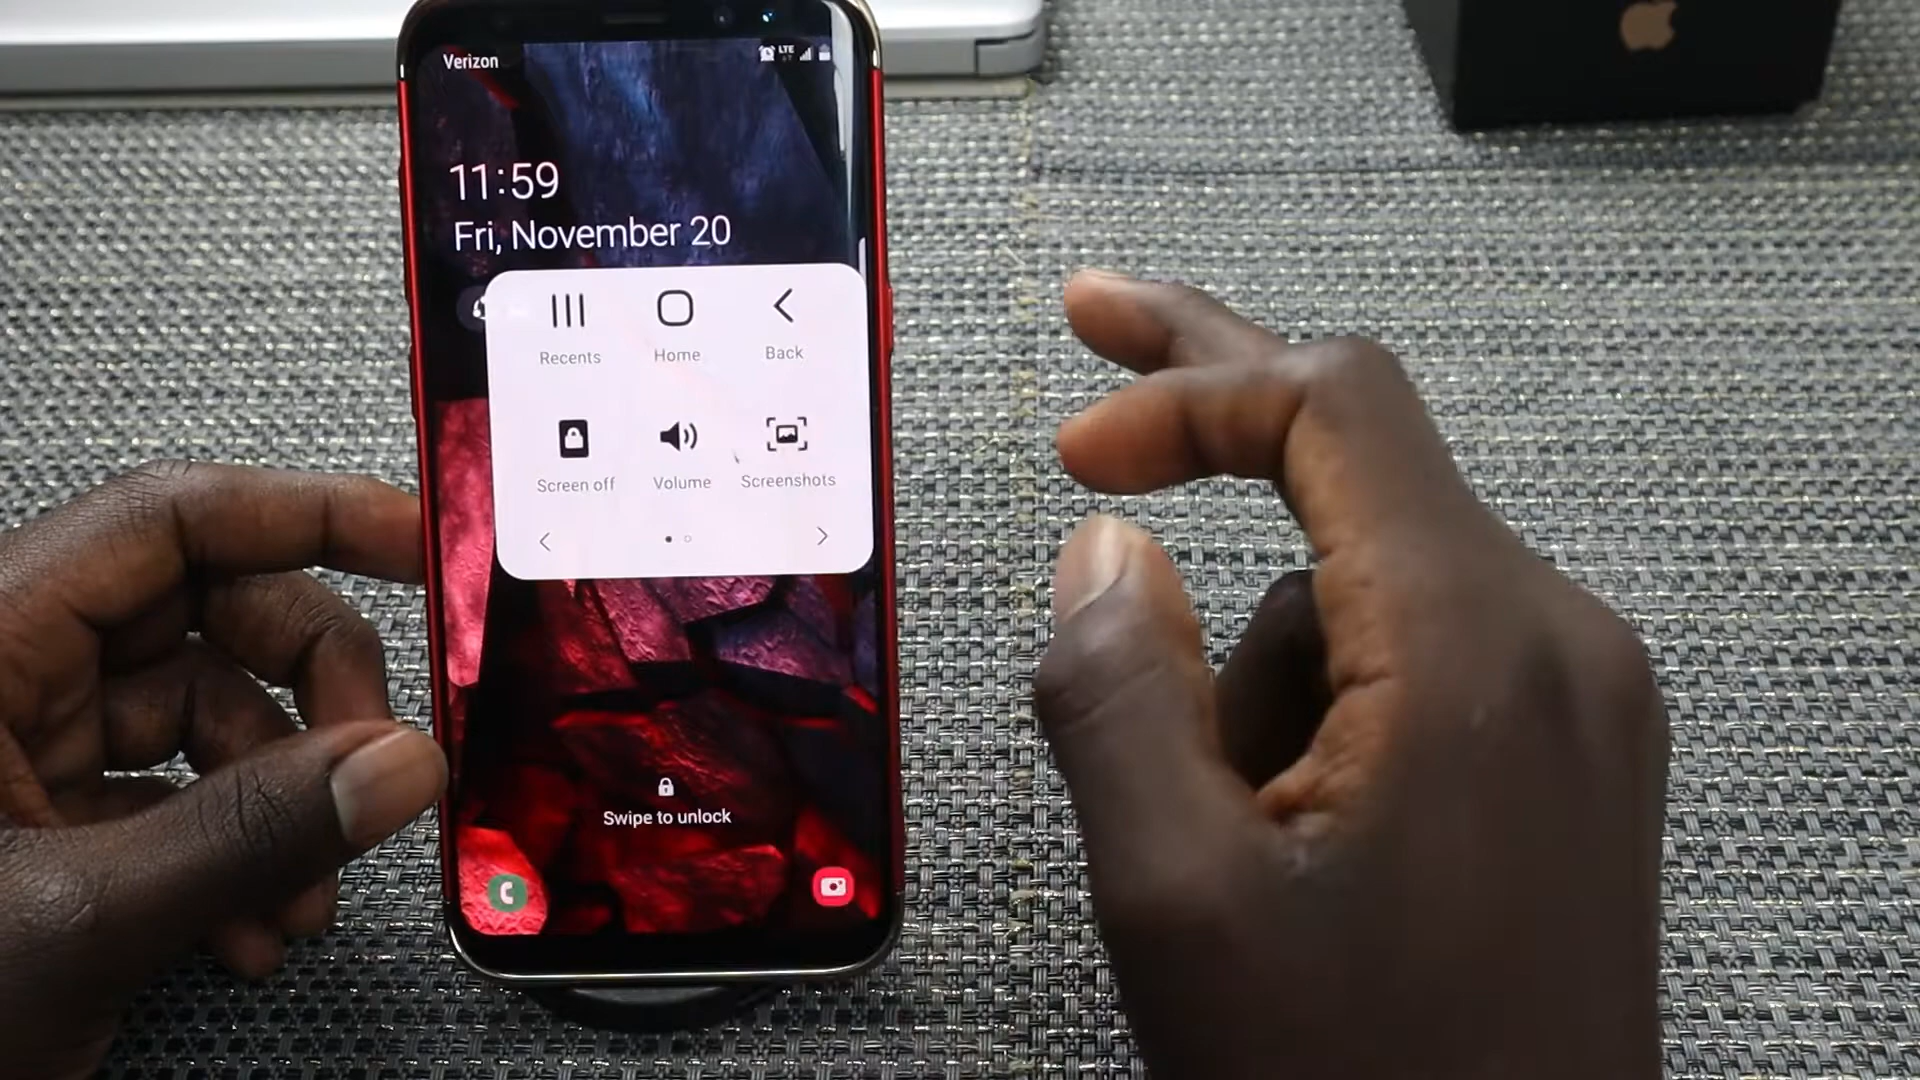 Verizon
LTE
11:59
Fri, November 20
Recents
Home
Back
Screen off
Volume
Screenshots
Swipe to unlock